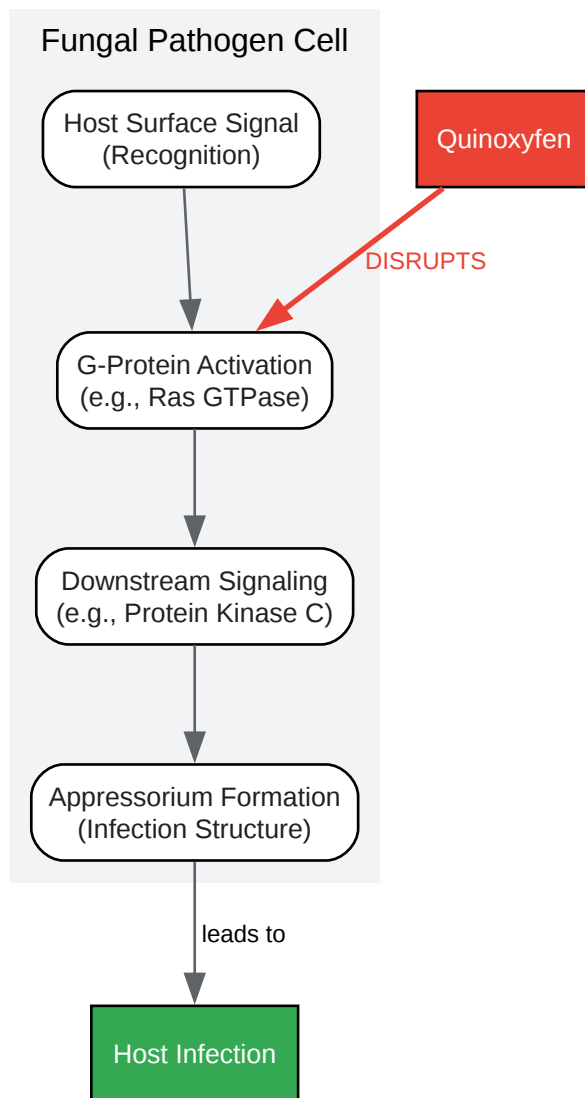 Fungal Pathogen Cell
Host Surface Signal
(Recognition)
Quinoxyfen
DISRUPTS
G-Protein Activation
(e.g., Ras GTPase)
Downstream Signaling
(e.g., Protein Kinase C)
Appressorium Formation
(Infection Structure)
leads to
Host Infection